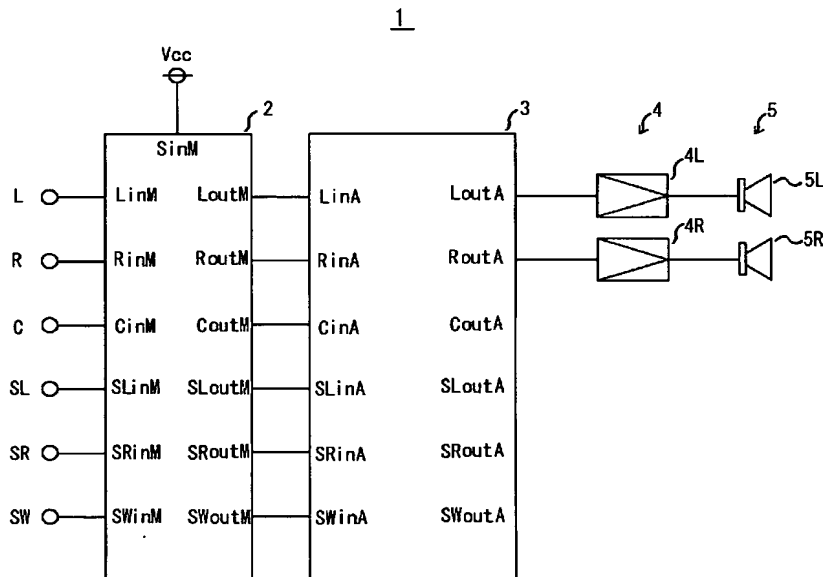 1
Vcc
2
3
4
5
SinM
4L
5L
L LinM LoutM LinA LoutA
4R
5R
R RinM RoutM RinA RoutA
C CinM CoutM CinA CoutA
SL SLinM SLoutM SLinA SLoutA
SR SRinM SRoutM SRinA SRoutA
SW SWinM SWoutM SWinA SWoutA